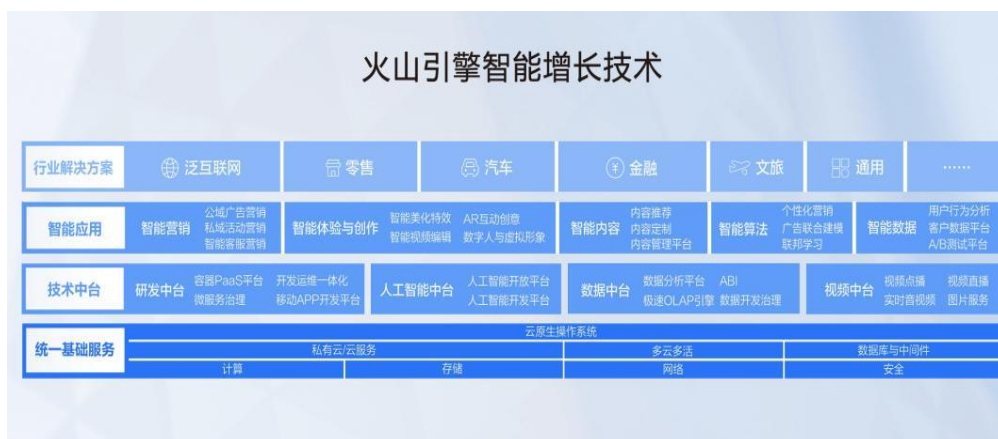 火山引擎智能增长技术
行业解决方案 泛互联网 零售 汽车 金融 文旅 通用 ……
智能应用
智能营销
公域广告营销
私域活动营销
智能客服营销
智能体验与创作
智能美化特效 AR互动创意
智能视频编辑 数字人与虚拟形象
智能内容
内容推荐
内容定制
内容管理平台
智能算法
个性化营销
广告联合建模
联邦学习
智能数据
用户行为分析
客户数据平台
A/B测试平台
技术中台
研发中台
容器PaaS平台 开发运维一体化
微服务治理 移动APP开发平台
人工智能中台
人工智能开放平台
人工智能开发平台
数据中台
数据分析平台 ABI
极速OLAP引擎 数据开发治理
视频中台
视频点播 视频直播
实时音视频 图片服务
统一基础服务
云原生操作系统
私有云/云服务 多云多活 数据库与中间件
计算 存储 网络 安全